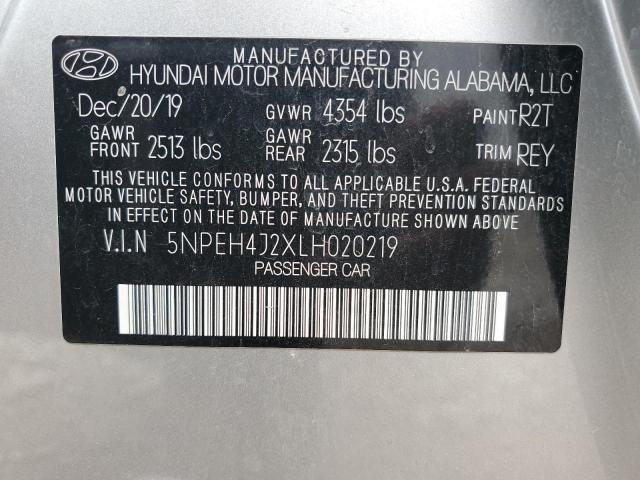 MANUFACTURED BY
HYUNDAI MOTOR MANUFACTURING ALABAMA, LLC
Dec/20/19 GVWR 4354 lbs PAINT R2T
GAWR FRONT 2513 lbs GAWR REAR 2315 lbs TRIM REY
THIS VEHICLE CONFORMS TO ALL APPLICABLE U.S.A. FEDERAL
MOTOR VEHICLE SAFETY, BUMPER, AND THEFT PREVENTION STANDARDS
IN EFFECT ON THE DATE OF MANUFACTURE SHOWN ABOVE.
V.I.N 5NPEH4J2XLH020219
PASSENGER CAR